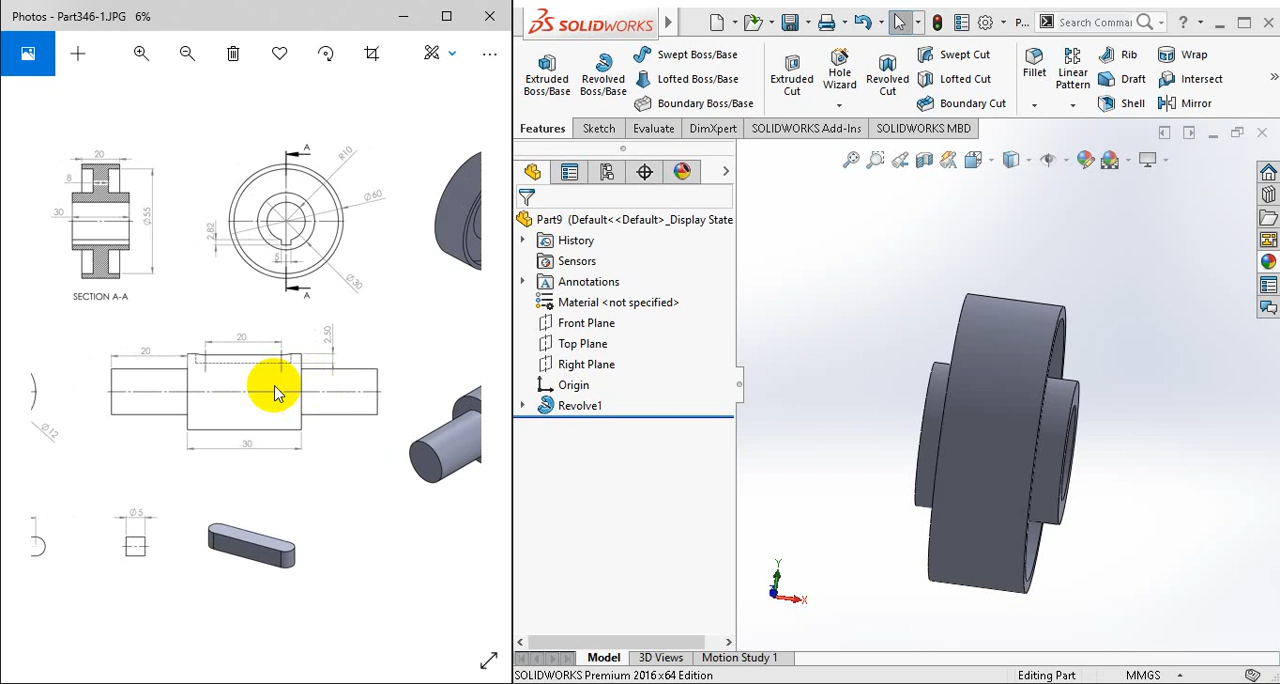 Photos - Part346-1.JPG 6%
SOLIDWORKS
P...
Search Comma
Extruded Boss/Base
Revolved Boss/Base
Swept Boss/Base
Lofted Boss/Base
Boundary Boss/Base
Extruded Cut
Hole Wizard
Revolved Cut
Swept Cut
Lofted Cut
Boundary Cut
Fillet
Linear Pattern
Rib
Draft
Shell
Wrap
Intersect
Mirror
Features
Sketch
Evaluate
DimXpert
SOLIDWORKS Add-Ins
SOLIDWORKS MBD
Part9 (Default<<Default>_Display State
History
Sensors
Annotations
Material <not specified>
Front Plane
Top Plane
Right Plane
Origin
Revolve1
20
8
30
Ø55
SECTION A-A
A
R10
Ø60
2,82
5
Ø30
A
20
20
2,50
30
Ø12
Ø5
Y
X
Model
3D Views
Motion Study 1
SOLIDWORKS Premium 2016 x64 Edition
Editing Part
MMGS